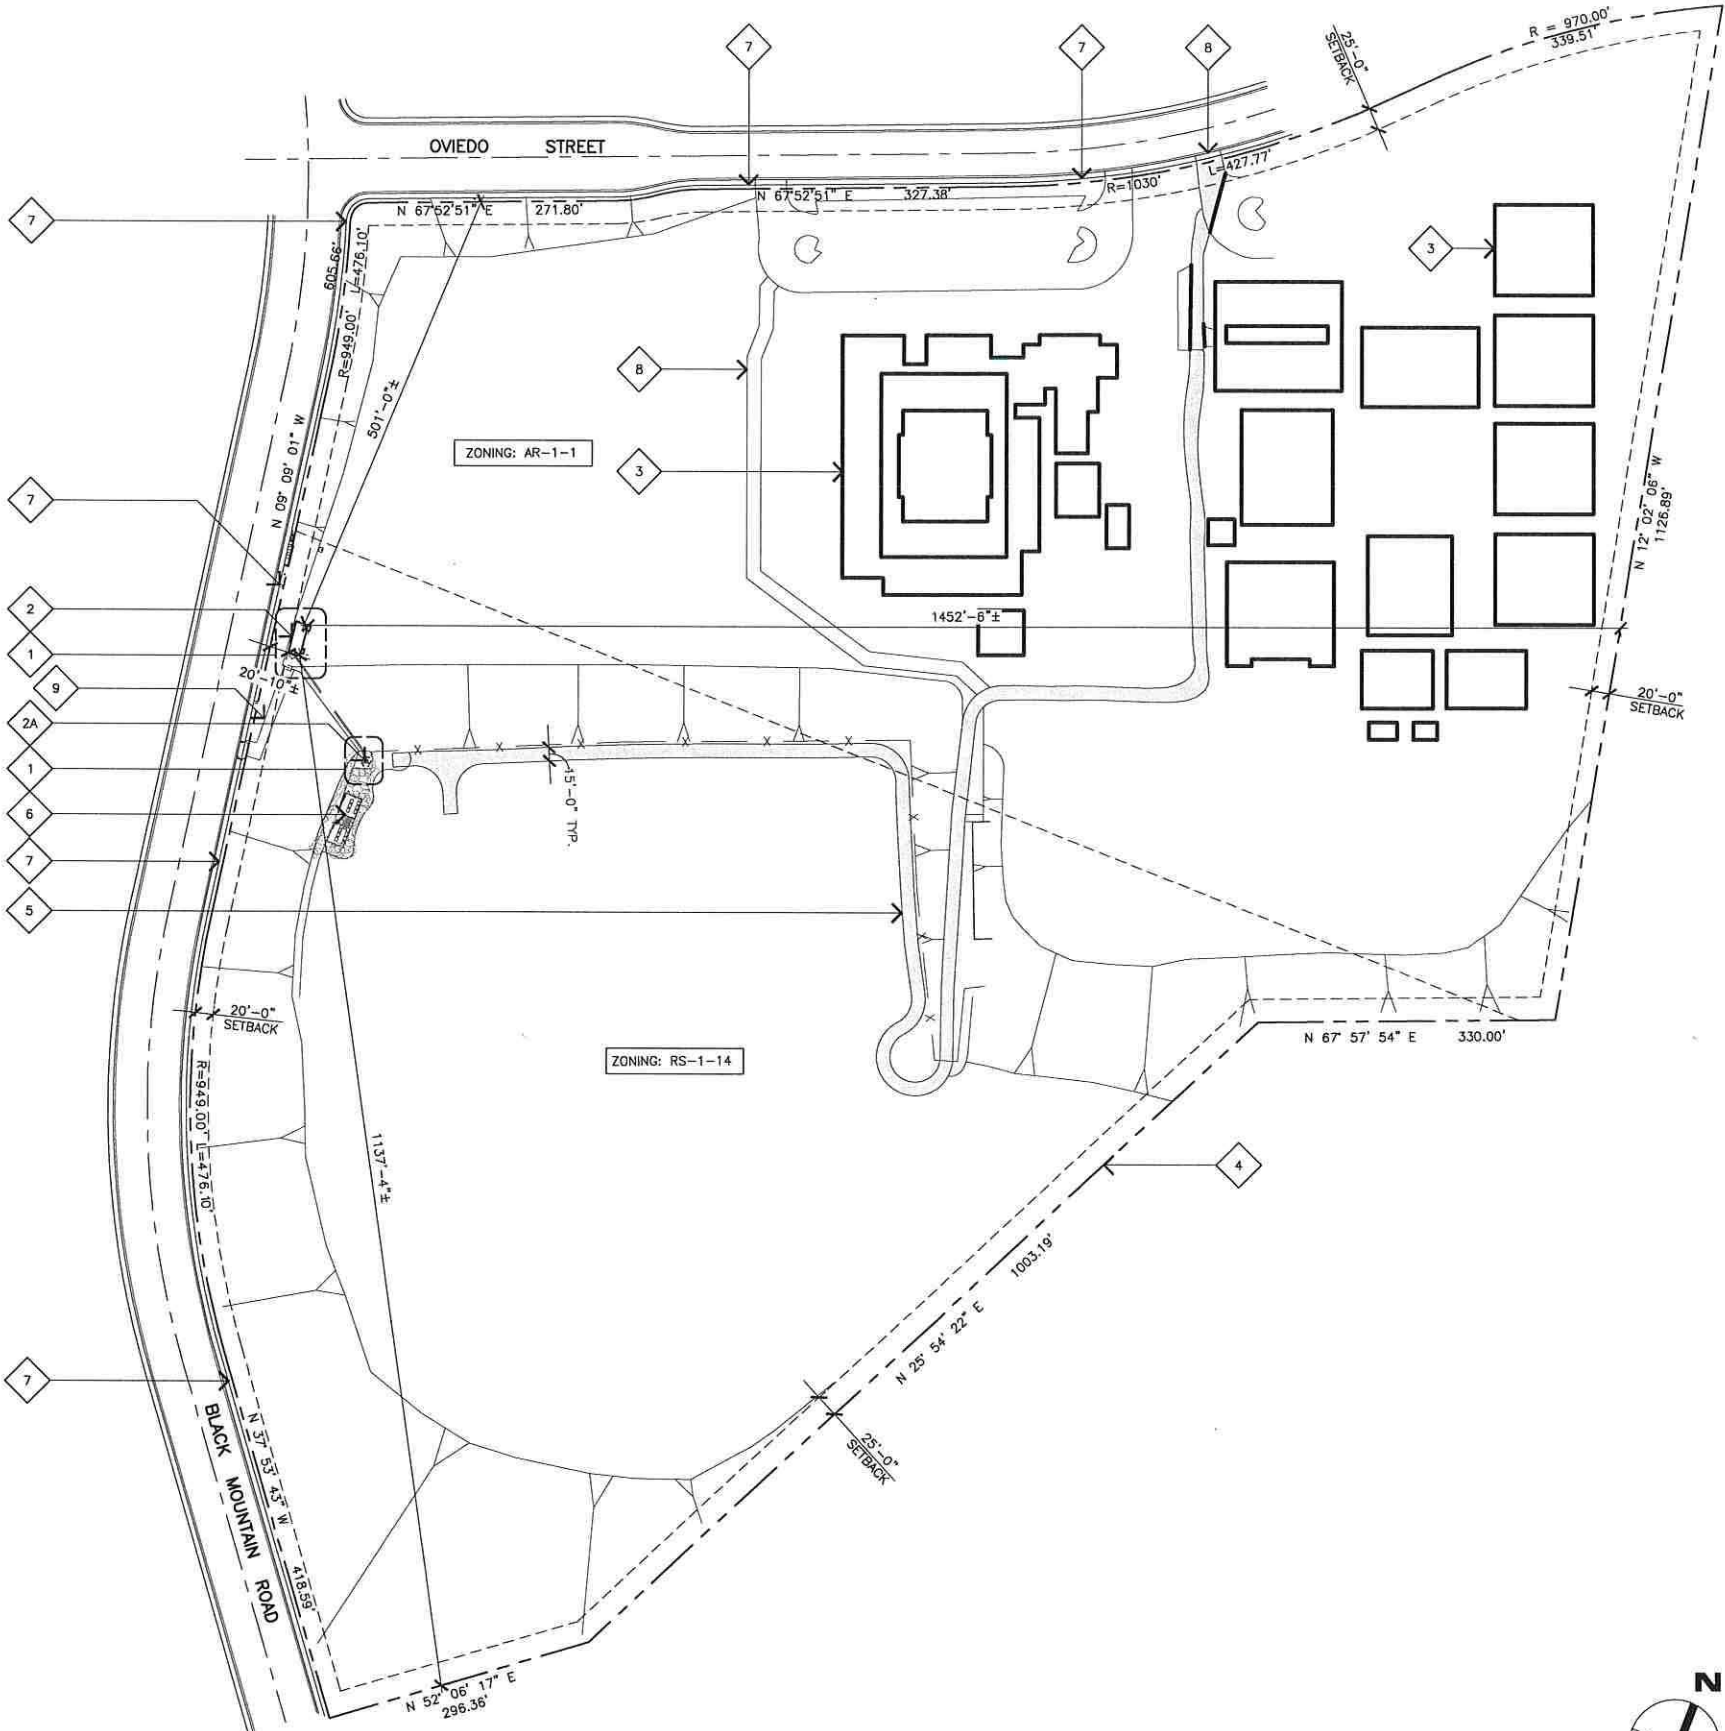 7
7
8
25'-0"
SETBACK
R = 970.00'
339.51'
OVIEDO STREET
7
N 67°52'51" E 271.80'
N 67°52'51" E 327.38'
R=1030'
L=427.77'
605.66'
R=949.00' L=476.10'
3
8
501'-0"±
ZONING: AR-1-1
3
N 09° 09' 01" W
7
N 12° 02' 06" W
1126.89'
2
1452'-6"±
1
20'-10"±
9
20'-0"
SETBACK
2A
1
15'-0" TYP.
6
7
5
20'-0"
SETBACK
N 67° 57' 54" E 330.00'
ZONING: RS-1-14
R=949.00' L=476.10'
1137'-4"±
4
1003.19'
N 25° 54' 22" E
7
25'-0"
SETBACK
BLACK MOUNTAIN ROAD
N 37° 53' 43" W 418.59'
N 52° 06' 17" E
296.36'
N